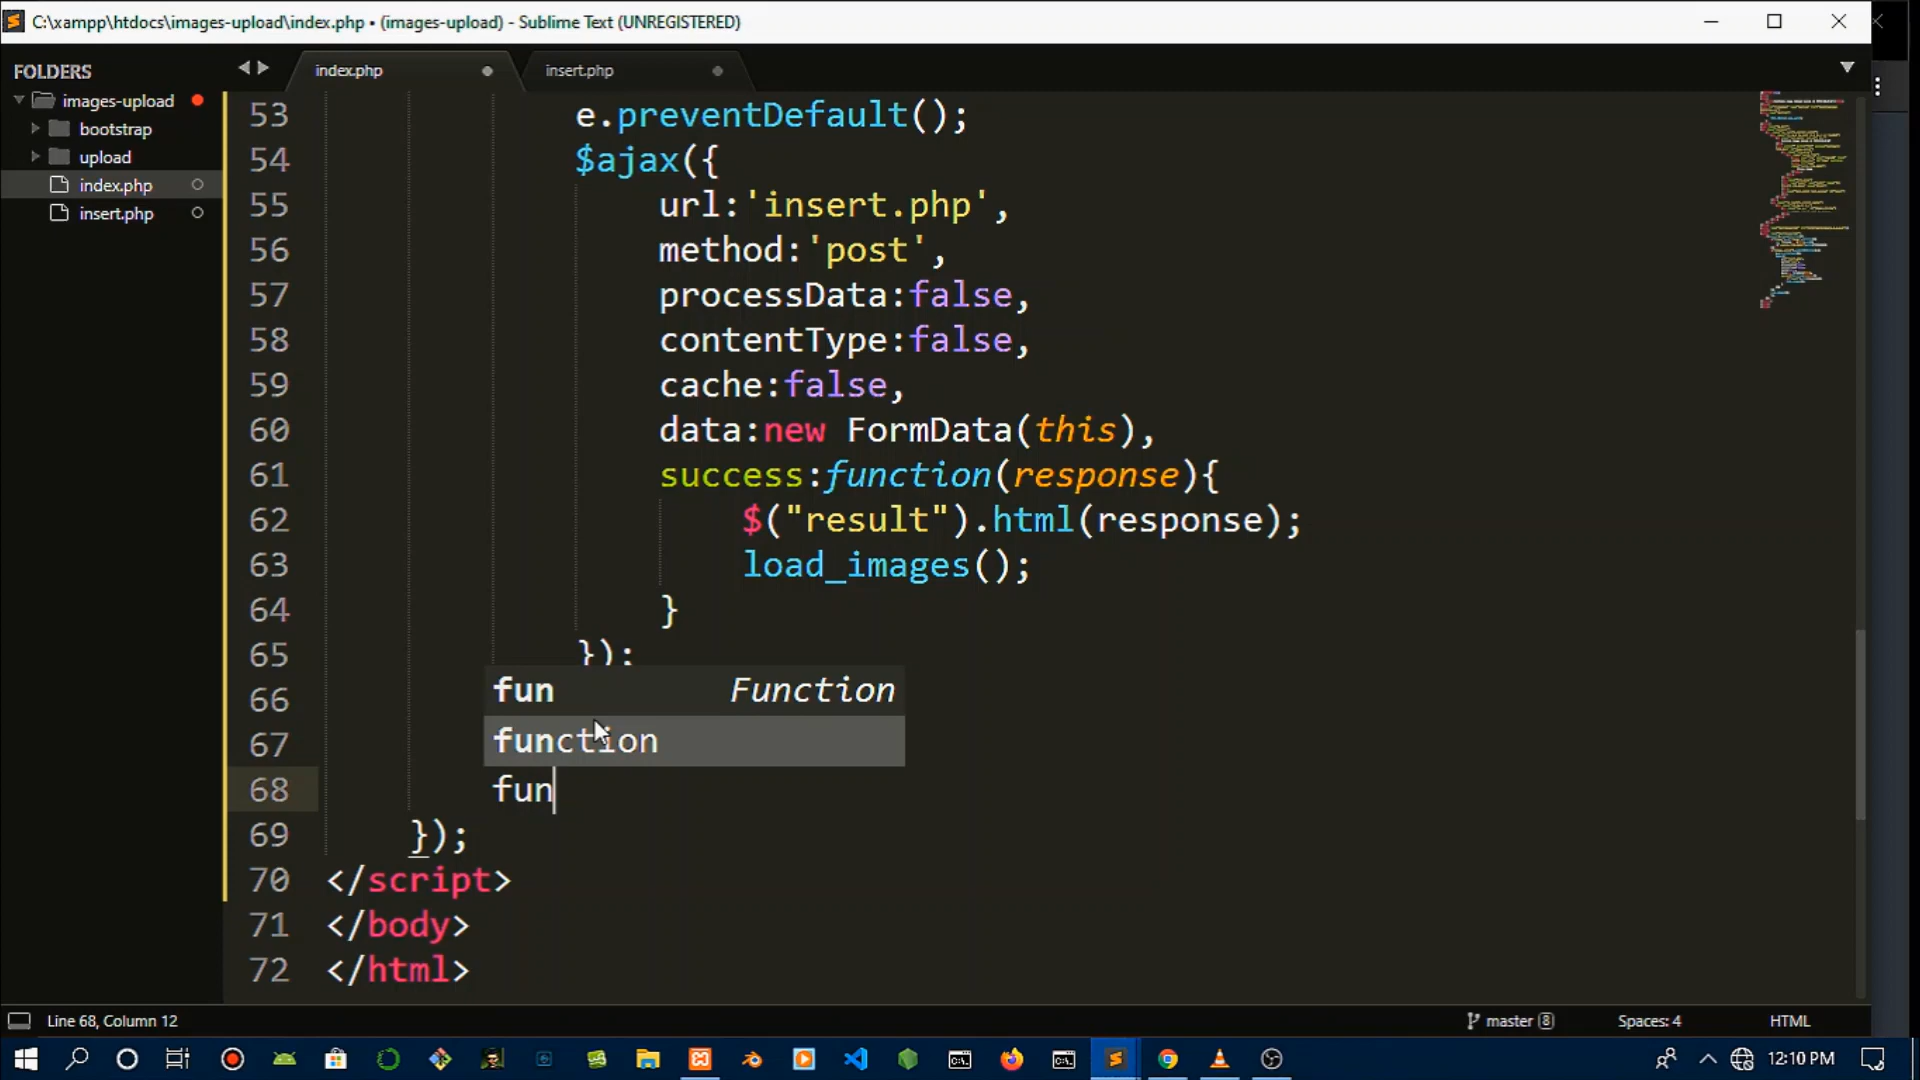 C:\xampp\htdocs\images-upload\index.php • (images-upload) - Sublime Text (UNREGISTERED)
FOLDERS
images-upload
bootstrap
upload
index.php
insert.php
index.php
insert.php
53 e.preventDefault();
54 $ajax({
55 url:'insert.php',
56 method:'post',
57 processData:false,
58 contentType:false,
59 cache:false,
60 data:new FormData(this),
61 success:function(response){
62 $("result").html(response);
63 load_images();
64 }
65 });
66
67
fun Function
function
68 fun
69 });
70 </script>
71 </body>
72 </html>
Line 68, Column 12
master 8
Spaces: 4
HTML
12:10 PM